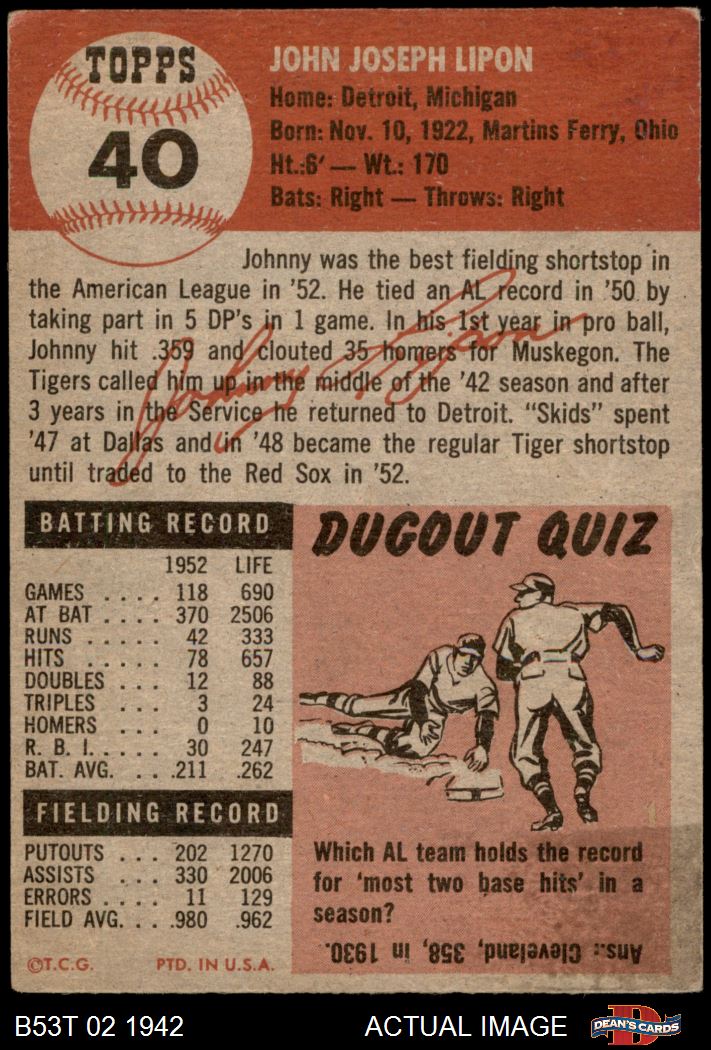 TOPPS
40
JOHN JOSEPH LIPON
Home: Detroit, Michigan
Born: Nov. 10, 1922, Martins Ferry, Ohio
Ht.:6' — Wt.: 170
Bats: Right — Throws: Right
Johnny was the best fielding shortstop in
the American League in '52. He tied an AL record in '50 by
taking part in 5 DP's in 1 game. In his 1st year in pro ball,
Johnny hit .359 and clouted 35 homers for Muskegon. The
Tigers called him up in the middle of the '42 season and after
3 years in the Service he returned to Detroit. "Skids" spent
'47 at Dallas and in '48 became the regular Tiger shortstop
until traded to the Red Sox in '52.
Johnny Lipon
BATTING RECORD
1952 LIFE
GAMES .... 118 690
AT BAT .... 370 2506
RUNS ..... 42 333
HITS ..... 78 657
DOUBLES ... 12 88
TRIPLES ... 3 24
HOMERS ... 0 10
R. B. I. .... 30 247
BAT. AVG. ... .211 .262
FIELDING RECORD
PUTOUTS ... 202 1270
ASSISTS ... 330 2006
ERRORS .... 11 129
FIELD AVG. ... .980 .962
©T.C.G. PTD. IN U.S.A.
DUGOUT QUIZ
Which AL team holds the record
for 'most two base hits' in a
season?
Ans.: Cleveland, 358, in 1930.
B53T 02 1942 ACTUAL IMAGE
D
DEAN'S CARDS